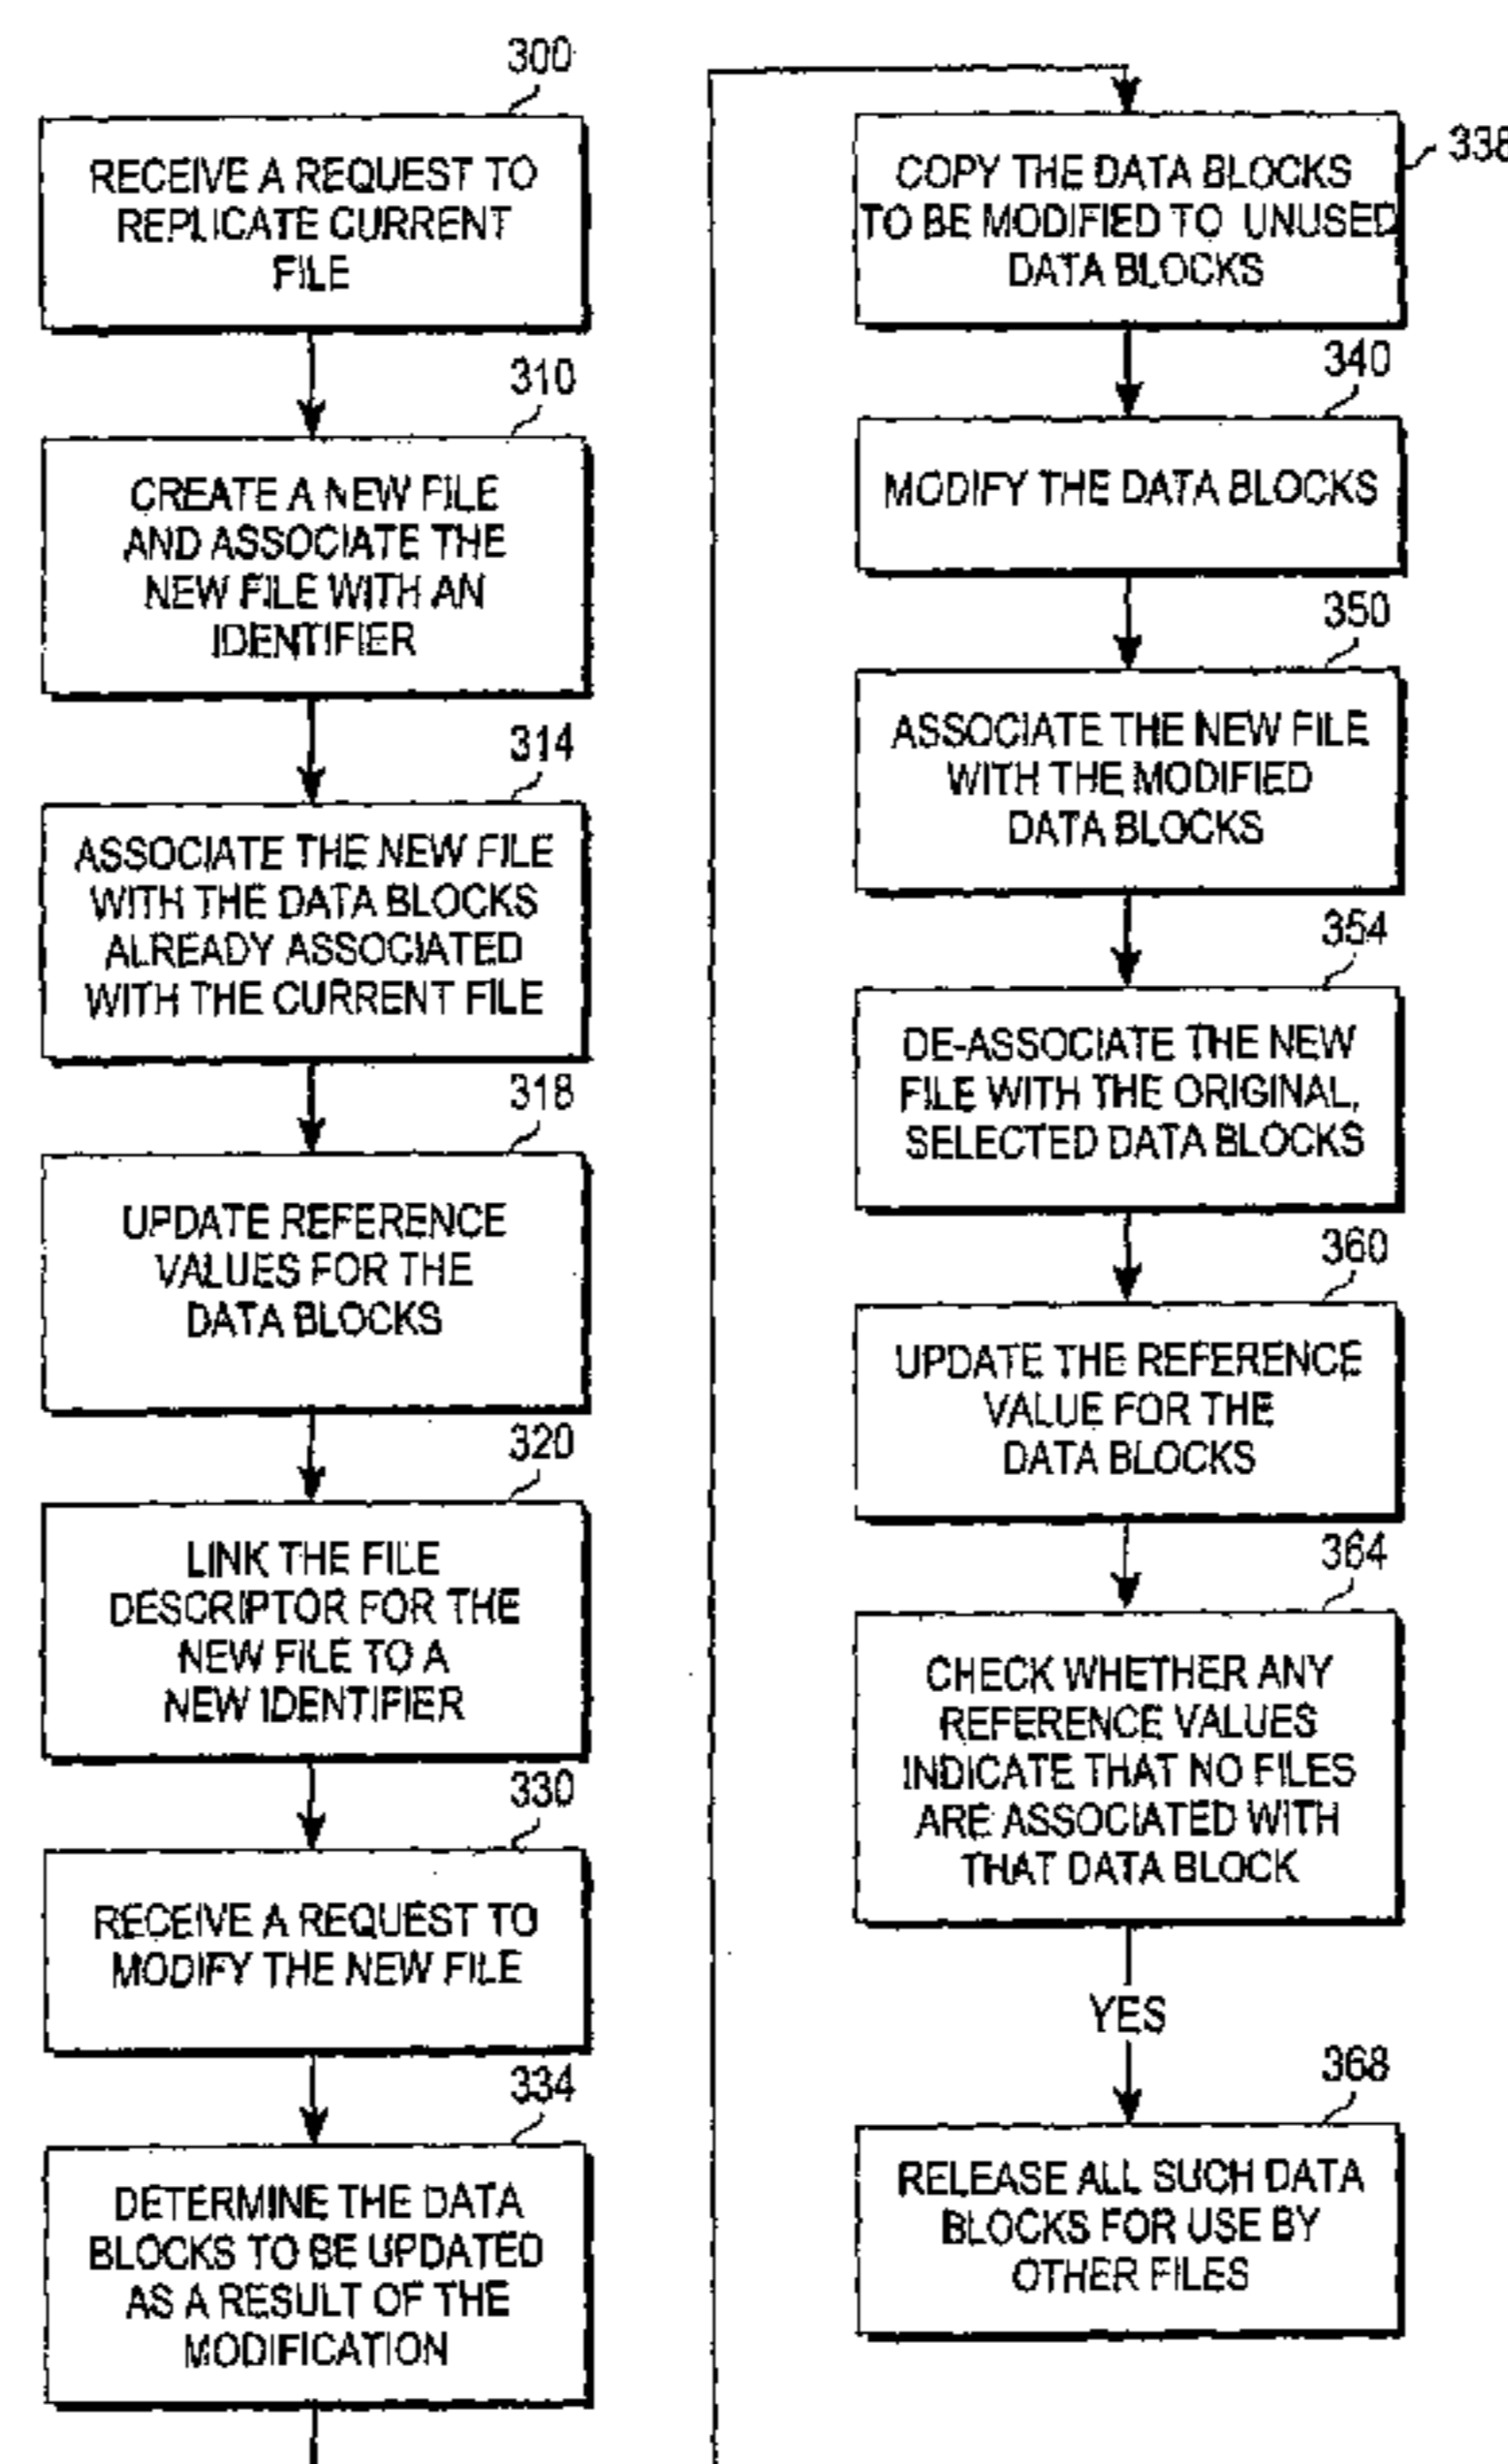 300
RECEIVE A REQUEST TO
REPLICATE CURRENT
FILE
310
CREATE A NEW FILE
AND ASSOCIATE THE
NEW FILE WITH AN
IDENTIFIER
314
ASSOCIATE THE NEW FILE
WITH THE DATA BLOCKS
ALREADY ASSOCIATED
WITH THE CURRENT FILE
318
UPDATE REFERENCE
VALUES FOR THE
DATA BLOCKS
320
LINK THE FILE
DESCRIPTOR FOR THE
NEW FILE TO A
NEW IDENTIFIER
330
RECEIVE A REQUEST TO
MODIFY THE NEW FILE
334
DETERMINE THE DATA
BLOCKS TO BE UPDATED
AS A RESULT OF THE
MODIFICATION
338
COPY THE DATA BLOCKS
TO BE MODIFIED TO UNUSED
DATA BLOCKS
340
MODIFY THE DATA BLOCKS
350
ASSOCIATE THE NEW FILE
WITH THE MODIFIED
DATA BLOCKS
354
DE-ASSOCIATE THE NEW
FILE WITH THE ORIGINAL,
SELECTED DATA BLOCKS
360
UPDATE THE REFERENCE
VALUE FOR THE
DATA BLOCKS
364
CHECK WHETHER ANY
REFERENCE VALUES
INDICATE THAT NO FILES
ARE ASSOCIATED WITH
THAT DATA BLOCK
YES
368
RELEASE ALL SUCH DATA
BLOCKS FOR USE BY
OTHER FILES